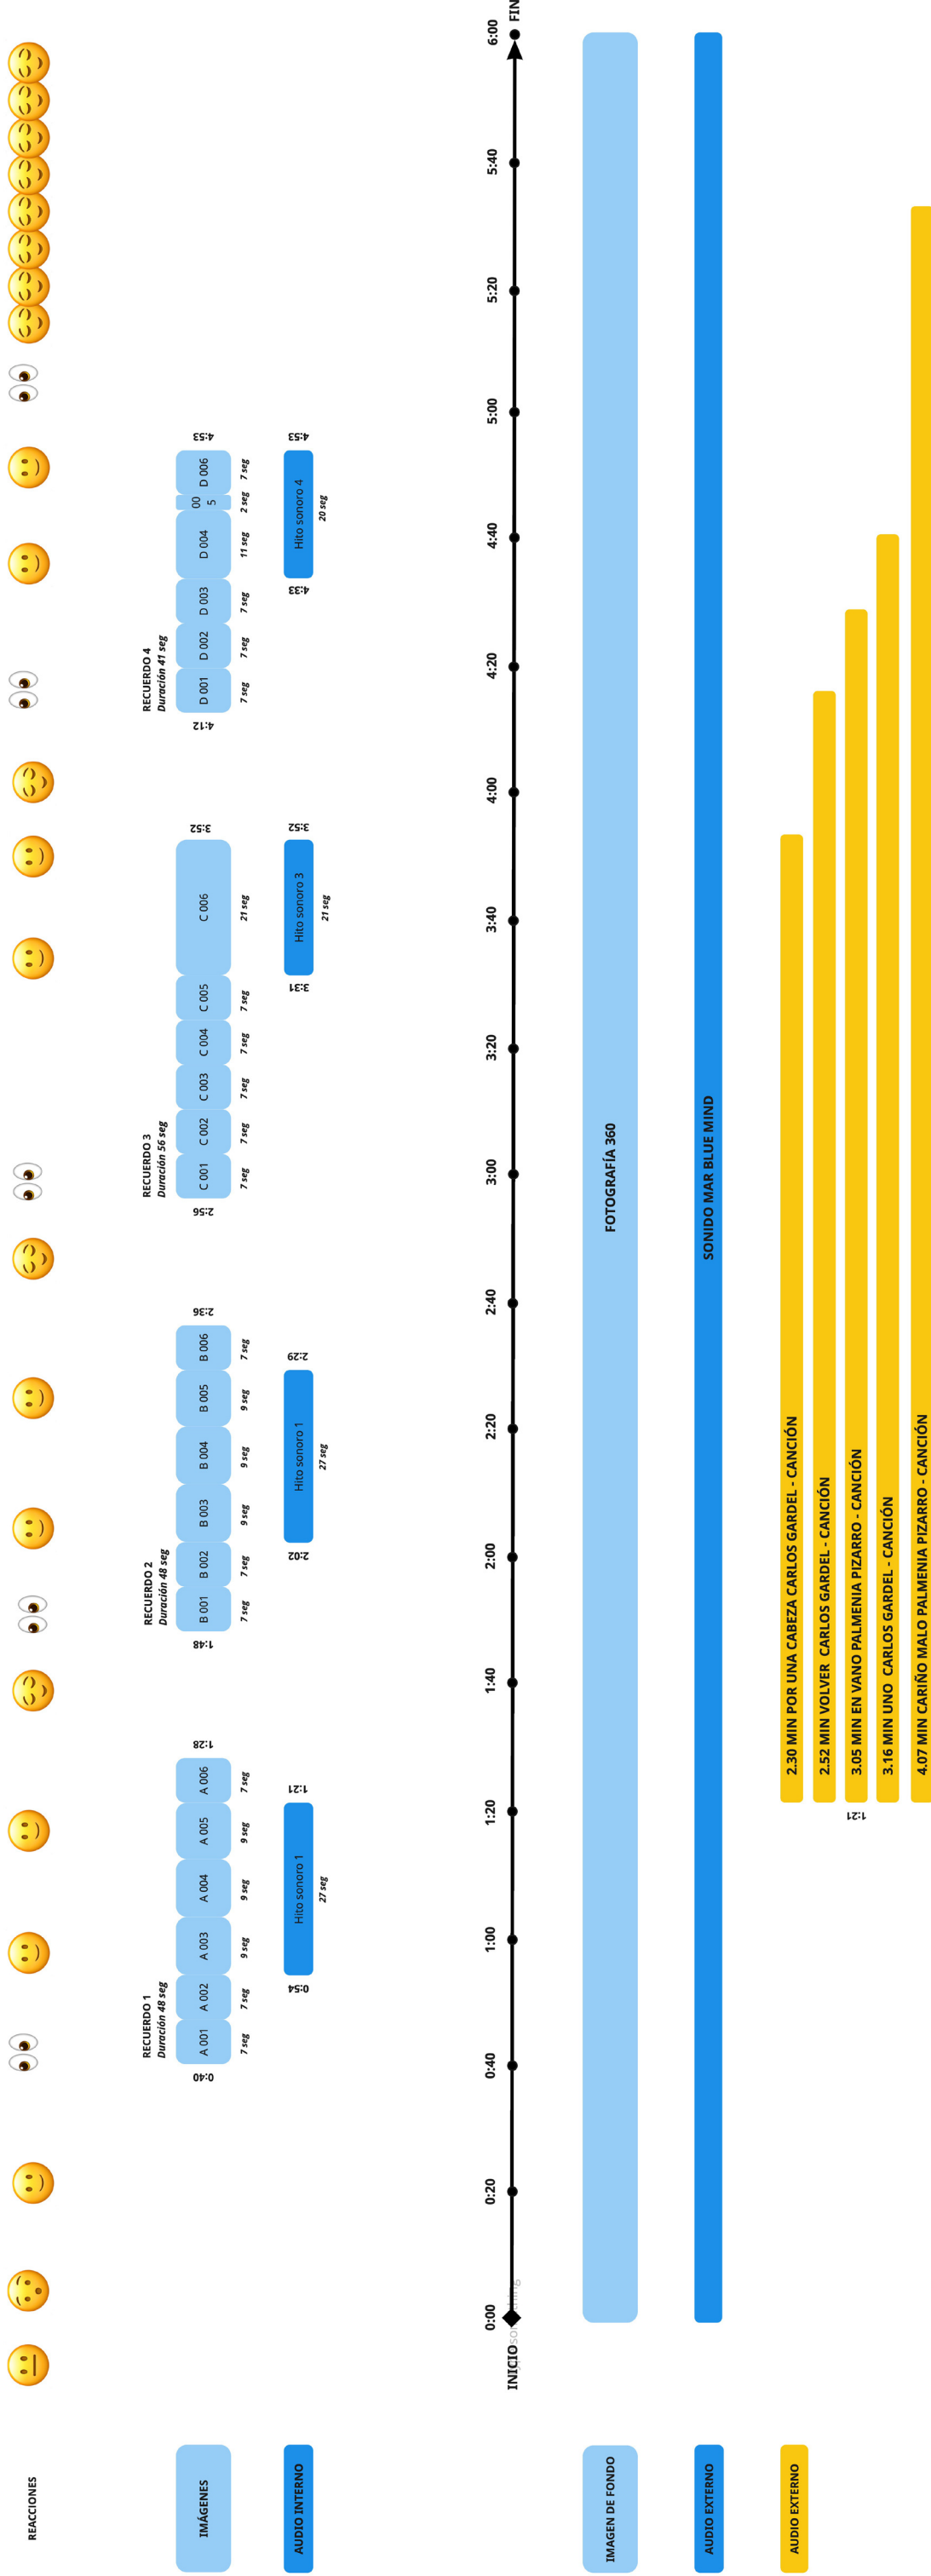 REACCIONES
RECUERDO 1
Duración 48 seg
RECUERDO 2
Duración 48 seg
RECUERDO 3
Duración 56 seg
RECUERDO 4
Duración 41 seg
IMÁGENES
0:40
A 001
A 002
A 003
A 004
A 005
A 006
1:28
1:48
B 001
B 002
B 003
B 004
B 005
B 006
2:36
2:56
C 001
C 002
C 003
C 004
C 005
C 006
3:52
4:12
D 001
D 002
D 003
D 004
00
5
D 006
4:53
7 seg
7 seg
9 seg
9 seg
9 seg
7 seg
7 seg
7 seg
9 seg
9 seg
9 seg
7 seg
7 seg
7 seg
7 seg
7 seg
7 seg
21 seg
7 seg
7 seg
7 seg
11 seg
2 seg
7 seg
AUDIO INTERNO
0:54
Hito sonoro 1
1:21
2:02
Hito sonoro 1
2:29
3:31
Hito sonoro 3
3:52
4:33
Hito sonoro 4
4:53
27 seg
27 seg
21 seg
20 seg
0:00
0:20
0:40
1:00
1:20
1:40
2:00
2:20
2:40
3:00
3:20
3:40
4:00
4:20
4:40
5:00
5:20
5:40
6:00
INICIO
FIN
IMAGEN DE FONDO
FOTOGRAFÍA 360
AUDIO EXTERNO
SONIDO MAR BLUE MIND
AUDIO EXTERNO
2.30 MIN POR UNA CABEZA CARLOS GARDEL - CANCIÓN
2.52 MIN VOLVER CARLOS GARDEL - CANCIÓN
1:21
3.05 MIN EN VANO PALMENIA PIZARRO - CANCIÓN
3.16 MIN UNO CARLOS GARDEL - CANCIÓN
4.07 MIN CARIÑO MALO PALMENIA PIZARRO - CANCIÓN